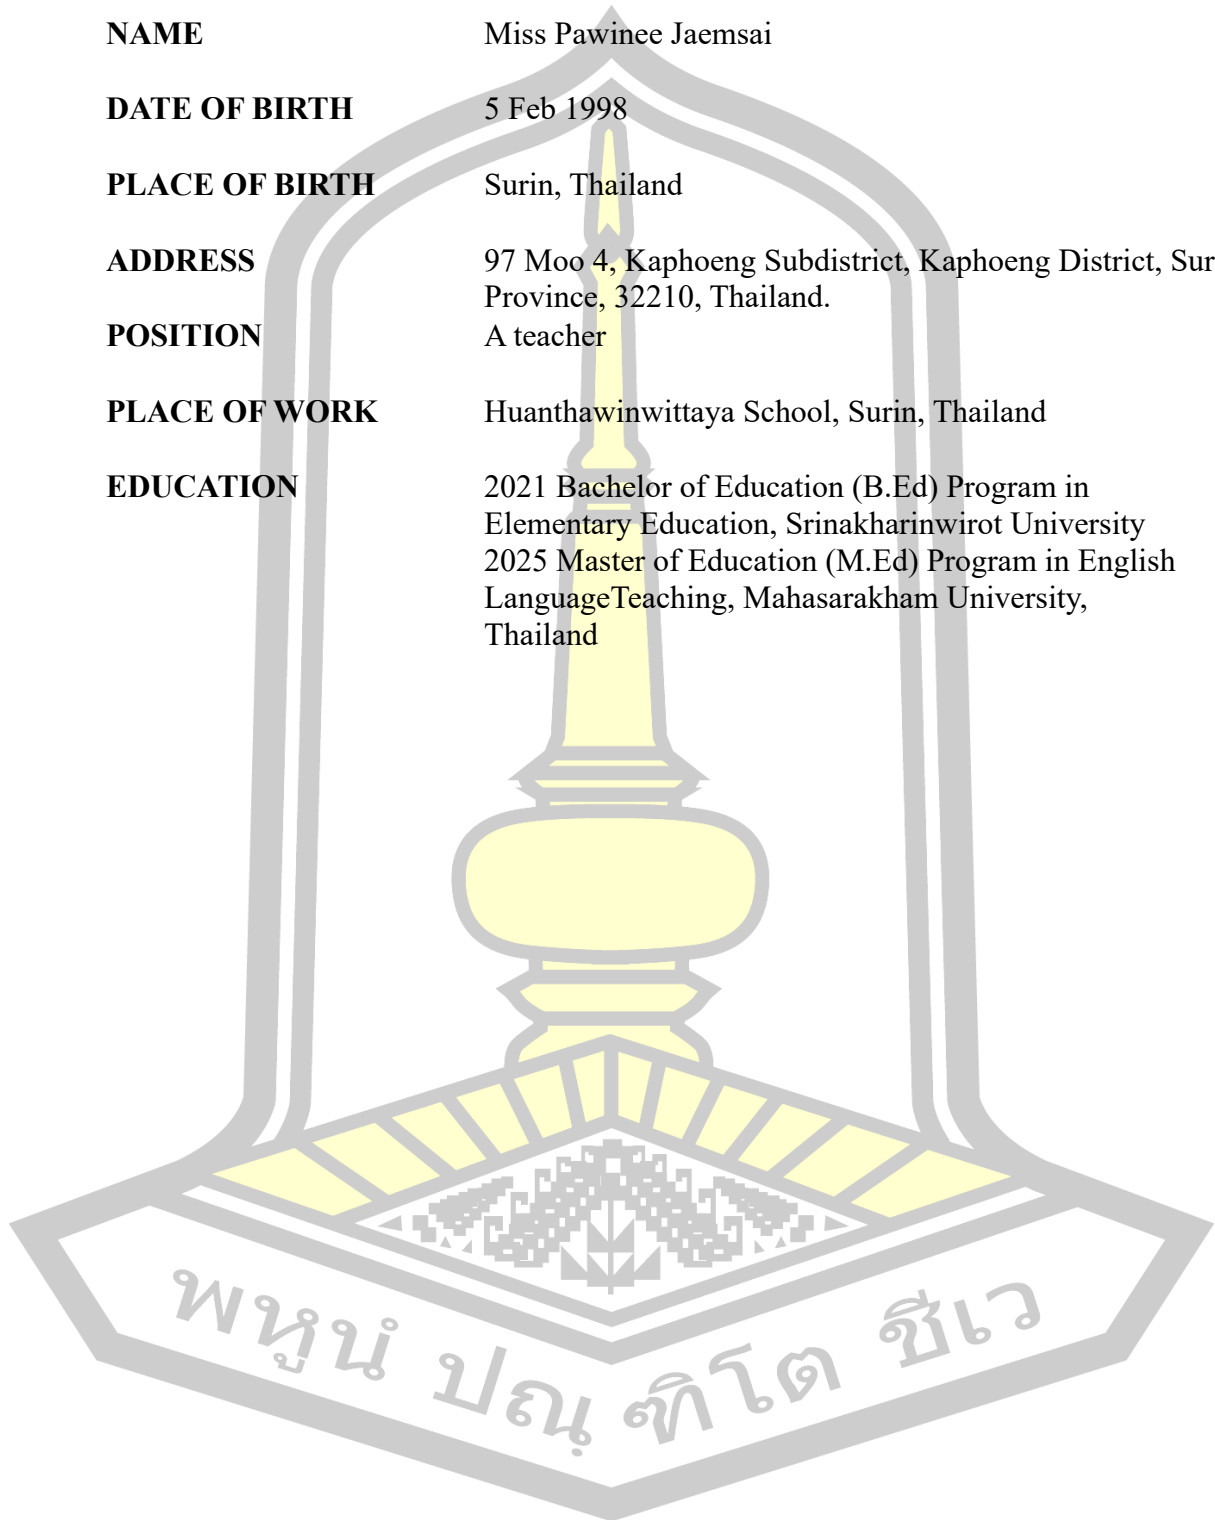 NAME Miss Pawinee Jaemsai
DATE OF BIRTH 5 Feb 1998
PLACE OF BIRTH Surin, Thailand
ADDRESS 97 Moo 4, Kaphoeng Subdistrict, Kaphoeng District, Sur
Province, 32210, Thailand.
POSITION A teacher
PLACE OF WORK Huanthawinwittaya School, Surin, Thailand
EDUCATION 2021 Bachelor of Education (B.Ed) Program in
Elementary Education, Srinakharinwirot University
2025 Master of Education (M.Ed) Program in English
LanguageTeaching, Mahasarakham University,
Thailand
พหูนํ ปณฺฑิโต ชีเว